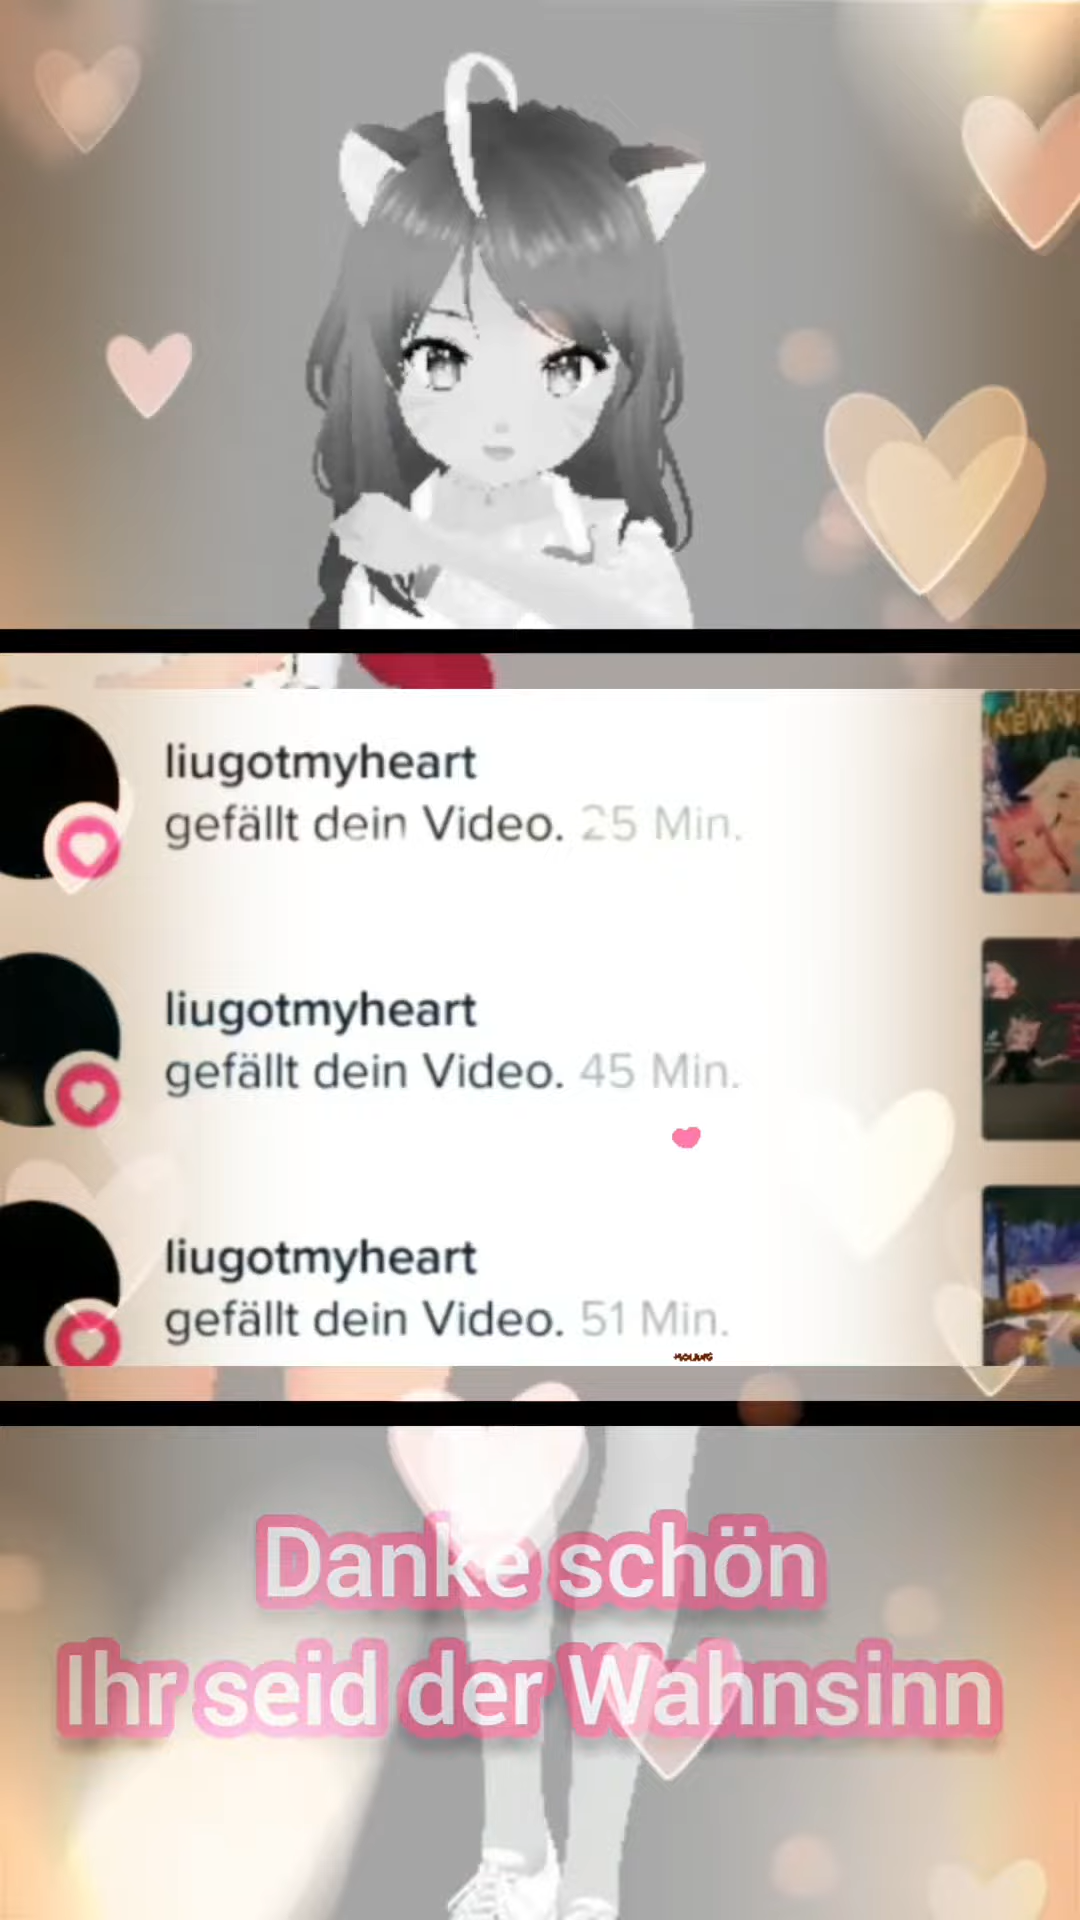 liugotmyheart
gefällt dein Video. 25 Min.
liugotmyheart
gefällt dein Video. 45 Min.
liugotmyheart
gefällt dein Video. 51 Min.
Danke schön
Ihr seid der Wahnsinn